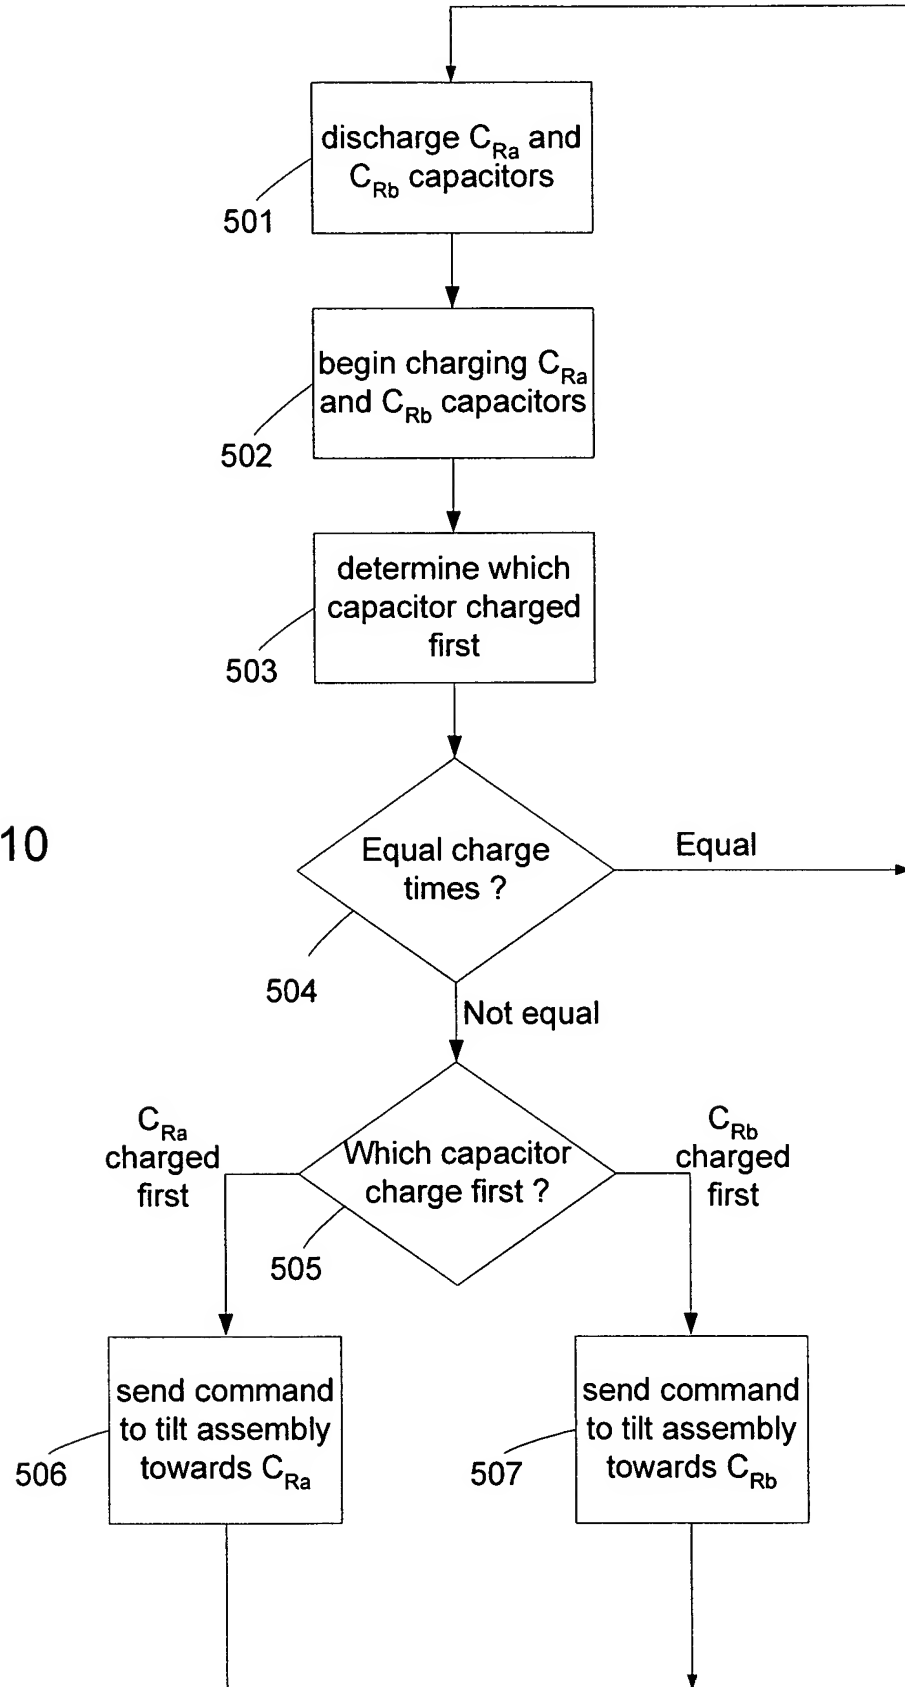 discharge C_Ra and
C_Rb capacitors
501
begin charging C_Ra
and C_Rb capacitors
502
determine which
capacitor charged
first
503
10
Equal charge
times ?
Equal
504
Not equal
C_Ra
charged
first
Which capacitor
charge first ?
C_Rb
charged
first
505
send command
to tilt assembly
towards C_Ra
506
send command
to tilt assembly
towards C_Rb
507